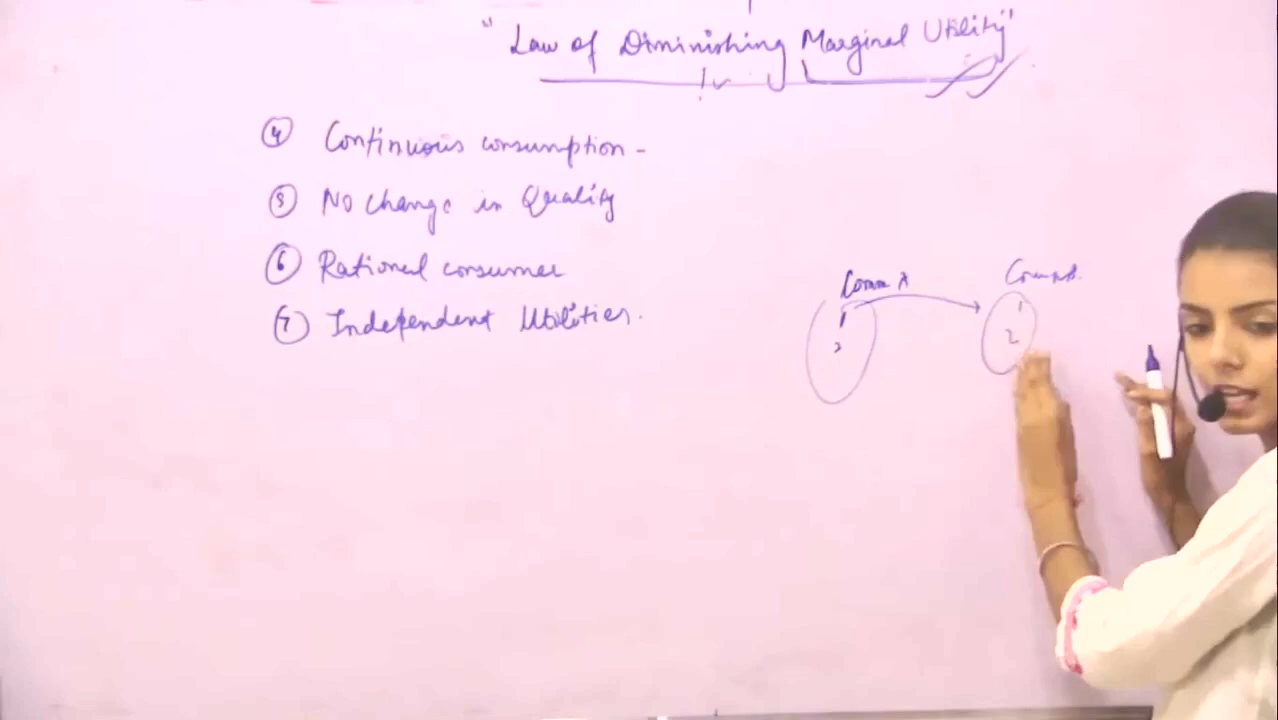 "Law of Diminishing Marginal Utility"
④ Continuous consumption -
⑤ No change in Quality
⑥ Rational consumer
⑦ Independent Utilities.
Comm X
1
2
1
2